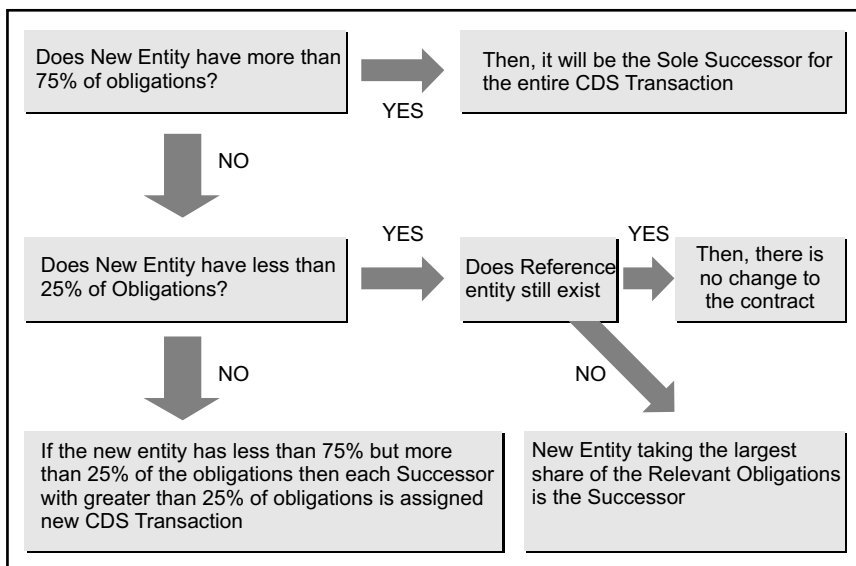 Does New Entity have more than
75% of obligations?
YES
Then, it will be the Sole Successor for
the entire CDS Transaction
NO
Does New Entity have less than
25% of Obligations?
YES
Does Reference
entity still exist
YES
Then, there is
no change to
the contract
NO
NO
If the new entity has less than 75% but more
than 25% of the obligations then each Successor
with greater than 25% of obligations is assigned
new CDS Transaction
New Entity taking the largest
share of the Relevant Obligations
is the Successor